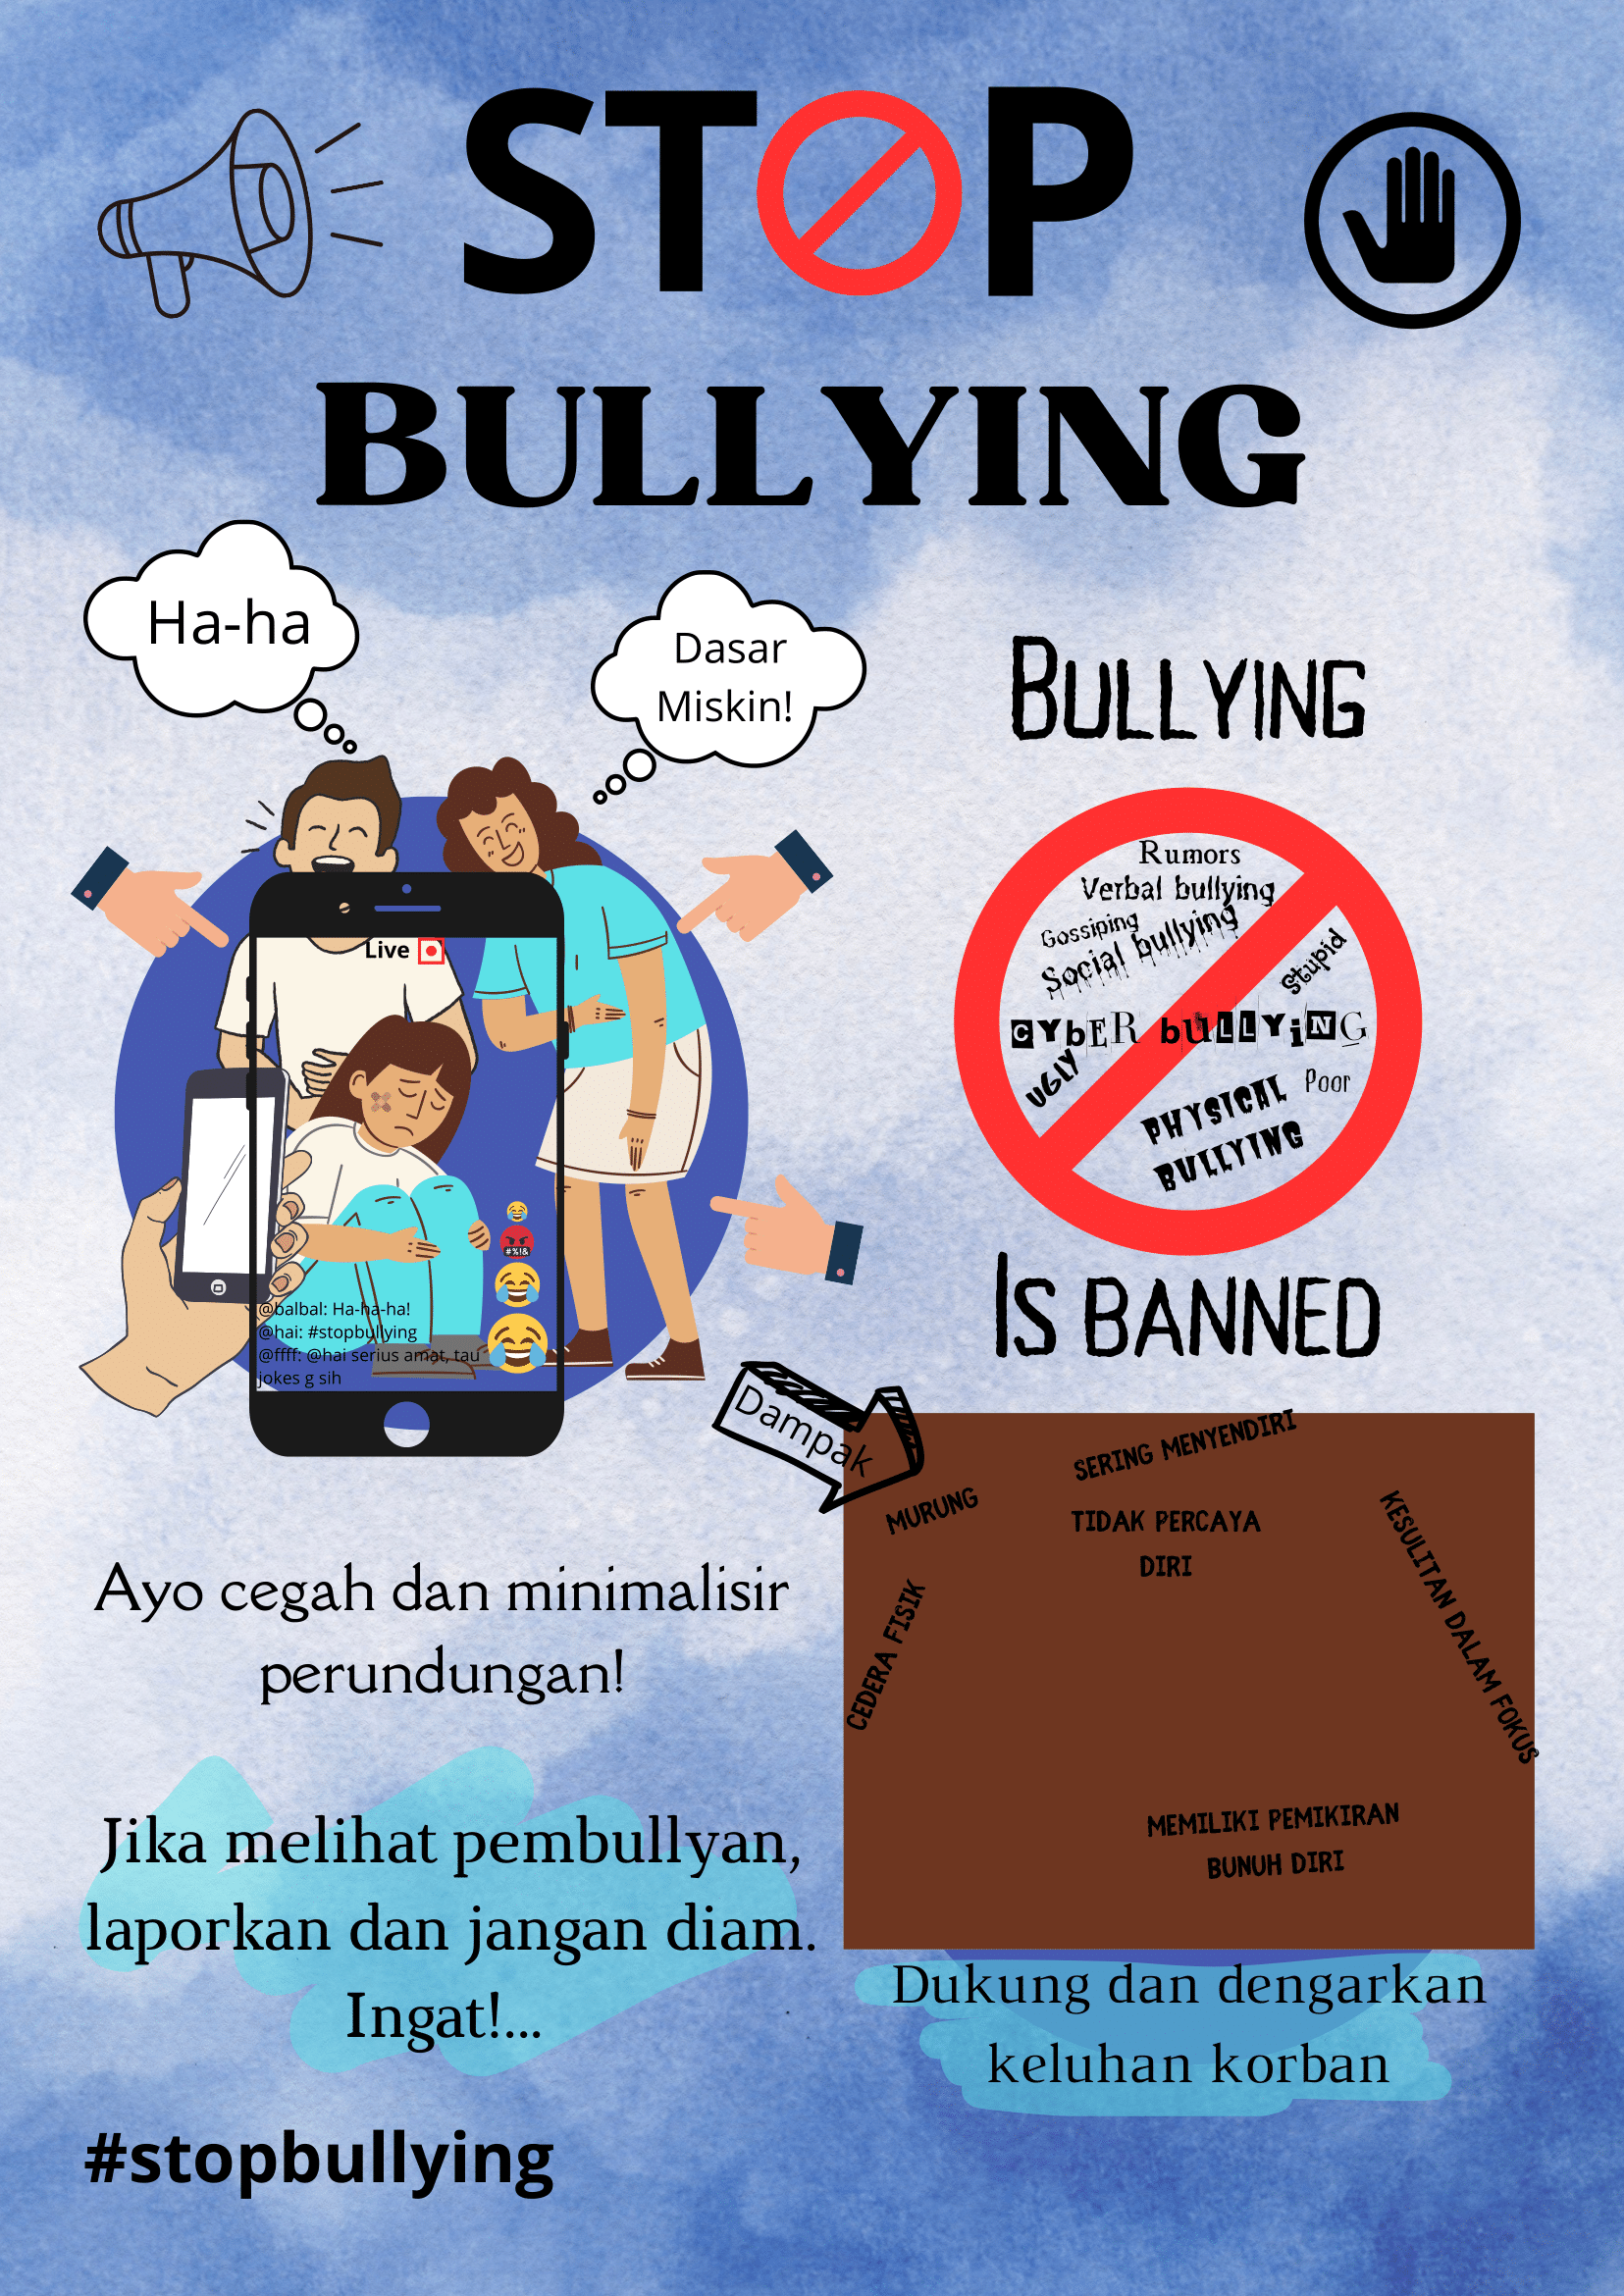 STOP
BULLYING
Ha-ha
Dasar
Miskin!
Live
#%!&
@balbal: Ha-ha-ha!
@hai: #stopbullying
@ffff: @hai serius amat, tau
jokes g sih
BULLYING
Rumors
Verbal bullying
Gossiping
Social bullying
Stupid
CYbER bULLYiNG
UGLY
Poor
PHYSICAL
BULLYING
IS BANNED
Dampak
SERING MENYENDIRI
MURUNG
TIDAK PERCAYA
DIRI
KESULITAN DALAM FOKUS
CEDERA FISIK
MEMILIKI PEMIKIRAN
BUNUH DIRI
Ayo cegah dan minimalisir
perundungan!
Jika melihat pembullyan,
laporkan dan jangan diam.
Ingat!...
Dukung dan dengarkan
keluhan korban
#stopbullying